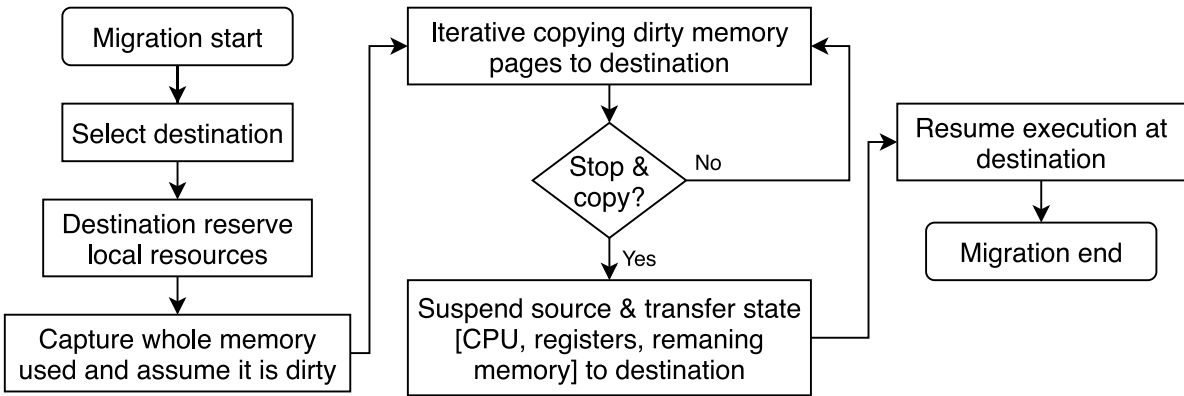 Migration start
Select destination
Destination reserve
local resources
Capture whole memory
used and assume it is dirty
Iterative copying dirty memory
pages to destination
Stop &
copy?
No
Yes
Suspend source & transfer state
[CPU, registers, remaning
memory] to destination
Resume execution at
destination
Migration end